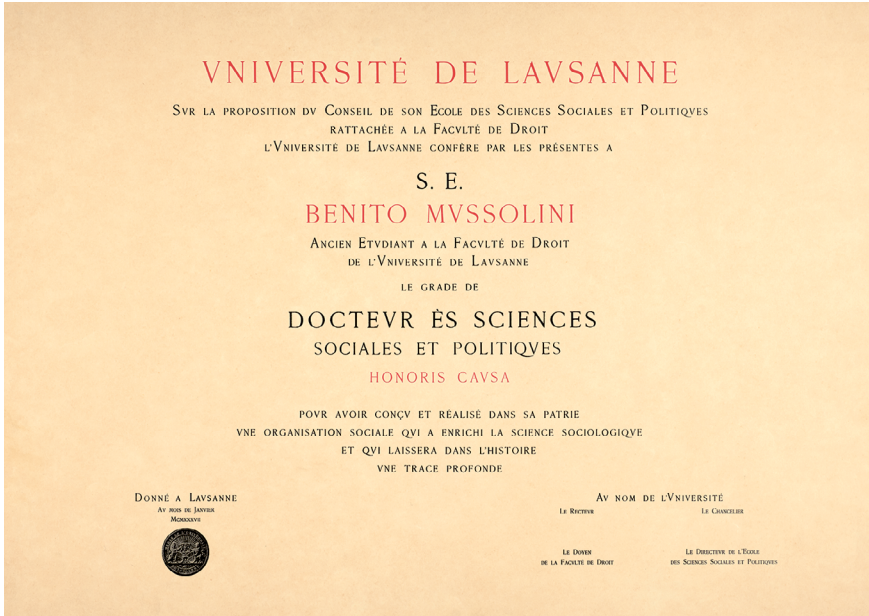 VNIVERSITÉ DE LAVSANNE
SVR LA PROPOSITION DV CONSEIL DE SON ECOLE DES SCIENCES SOCIALES ET POLITIQVES
RATTACHÉE A LA FACVLTÉ DE DROIT
L'VNIVERSITÉ DE LAVSANNE CONFÈRE PAR LES PRÉSENTES A
S. E.
BENITO MVSSOLINI
ANCIEN ETVDIANT A LA FACVLTÉ DE DROIT
DE L'VNIVERSITÉ DE LAVSANNE
LE GRADE DE
DOCTEVR ÈS SCIENCES
SOCIALES ET POLITIQVES
HONORIS CAVSA
POVR AVOIR CONÇV ET RÉALISÉ DANS SA PATRIE
VNE ORGANISATION SOCIALE QVI A ENRICHI LA SCIENCE SOCIOLOGIQVE
ET QVI LAISSERA DANS L'HISTOIRE
VNE TRACE PROFONDE
DONNÉ A LAVSANNE
AV MOIS DE JANVIER
MCMXXXVII
AV NOM DE L'VNIVERSITÉ
LE RECTEVR
LE CHANCELIER
LE DOYEN
DE LA FACVLTE DE DROIT
LE DIRECTEVR DE L'ECOLE
DES SCIENCES SOCIALES ET POLITIQVES